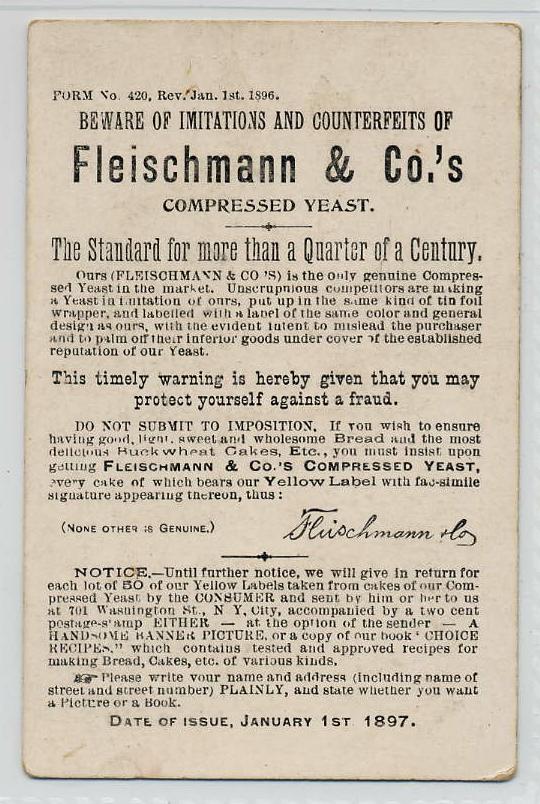 FORM No. 420, Rev. Jan. 1st. 1896.
BEWARE OF IMITATIONS AND COUNTERFEITS OF
Fleischmann & Co.'s
COMPRESSED YEAST.
The Standard for more than a Quarter of a Century.
Ours (FLEISCHMANN & CO 'S) is the only genuine Compres-
sed Yeast in the market. Unscrupulous competitors are making
a Yeast in imitation of ours, put up in the same kind of tin foil
wrapper, and labelled with a label of the same color and general
design as ours, with the evident intent to mislead the purchaser
and to palm off their inferior goods under cover of the established
reputation of our Yeast.
This timely warning is hereby given that you may
protect yourself against a fraud.
DO NOT SUBMIT TO IMPOSITION. If you wish to ensure
having good, light, sweet and wholesome Bread and the most
delicious Buckwheat Cakes, Etc., you must insist upon
getting FLEISCHMANN & CO.'S COMPRESSED YEAST,
every cake of which bears our Yellow Label with fac-simile
signature appearing thereon, thus:
(NONE OTHER IS GENUINE.) Fleischmann & Co
NOTICE.—Until further notice, we will give in return for
each lot of 50 of our Yellow Labels taken from cakes of our Com-
pressed Yeast by the CONSUMER and sent by him or her to us
at 701 Washington St., N Y. City, accompanied by a two cent
postage-stamp EITHER — at the option of the sender — A
HANDSOME BANNER PICTURE, or a copy of our book ' CHOICE
RECIPES," which contains tested and approved recipes for
making Bread, Cakes, etc. of various kinds.
☞ Please write your name and address (including name of
street and street number) PLAINLY, and state whether you want
a Picture or a Book.
DATE OF ISSUE, JANUARY 1ST 1897.